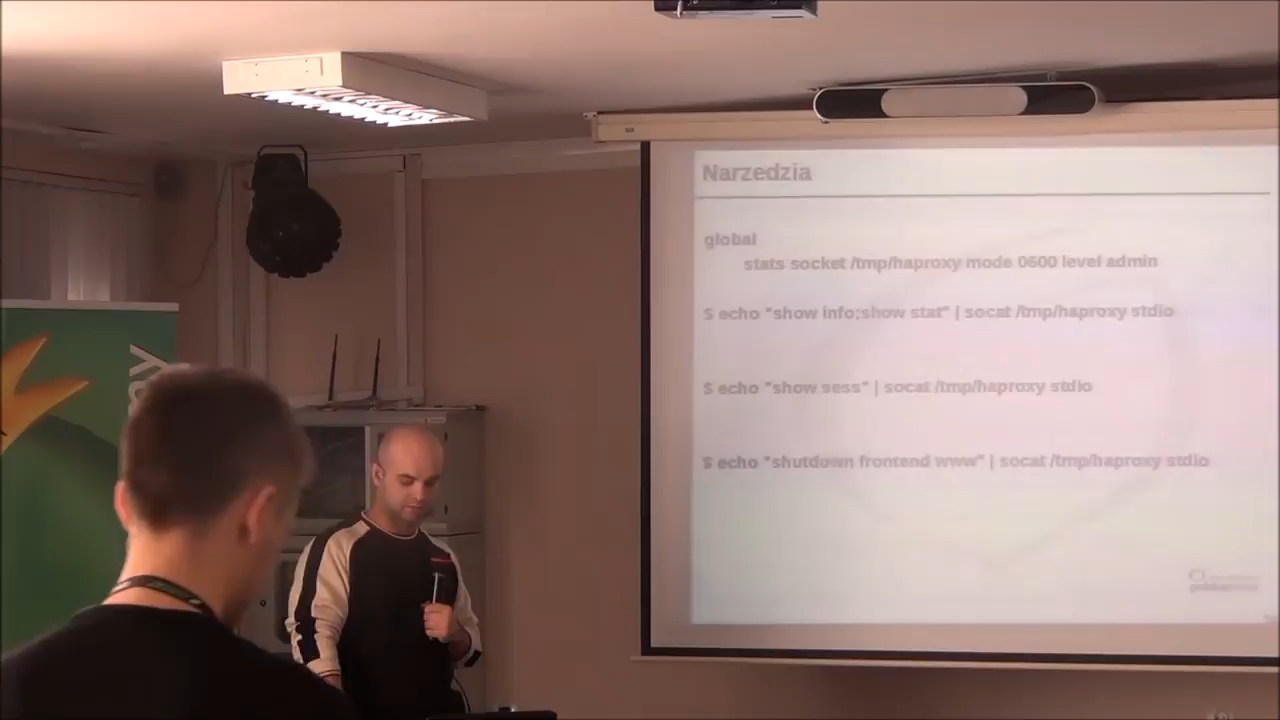 Narzedzia
global
stats socket /tmp/haproxy mode 0600 level admin
$ echo "show info;show stat" | socat /tmp/haproxy stdio
$ echo "show sess" | socat /tmp/haproxy stdio
$ echo "shutdown frontend www" | socat /tmp/haproxy stdio